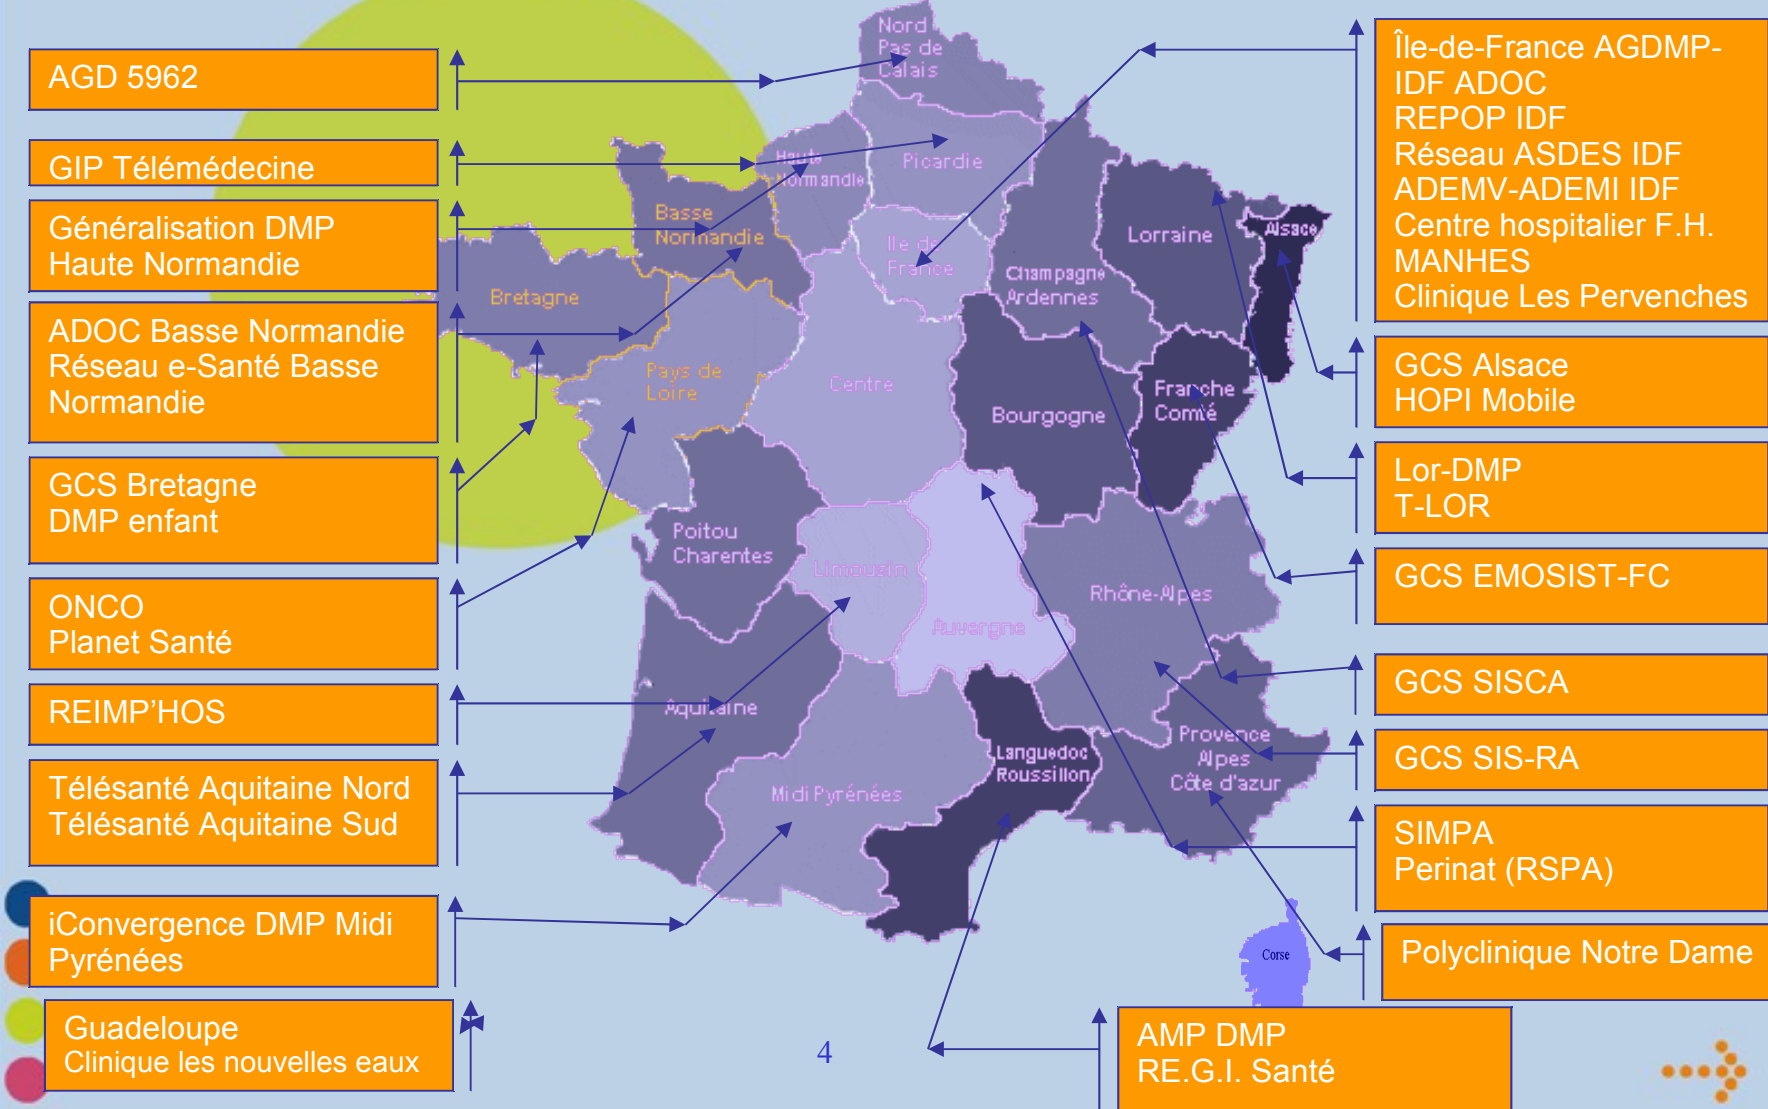 AGD 5962
GIP Télémédecine
Généralisation DMP
Haute Normandie
ADOC Basse Normandie
Réseau e-Santé Basse
Normandie
GCS Bretagne
DMP enfant
ONCO
Planet Santé
REIMP’HOS
Télésanté Aquitaine Nord
Télésanté Aquitaine Sud
iConvergence DMP Midi
Pyrénées
Guadeloupe
Clinique les nouvelles eaux
Nord
Pas de
Calais
Haute
Normandie
Picardie
Basse
Normandie
Ile de
France
Champagne
Ardennes
Lorraine
Alsace
Bretagne
Pays de
Loire
Centre
Bourgogne
Franche
Comté
Poitou
Charentes
Limousin
Auvergne
Rhône-Alpes
Aquitaine
Midi Pyrénées
Languedoc
Roussillon
Provence
Alpes
Côte d'azur
Corse
Île-de-France AGDMP-
IDF ADOC
REPOP IDF
Réseau ASDES IDF
ADEMV-ADEMI IDF
Centre hospitalier F.H.
MANHES
Clinique Les Pervenches
GCS Alsace
HOPI Mobile
Lor-DMP
T-LOR
GCS EMOSIST-FC
GCS SISCA
GCS SIS-RA
SIMPA
Perinat (RSPA)
Polyclinique Notre Dame
AMP DMP
RE.G.I. Santé
4